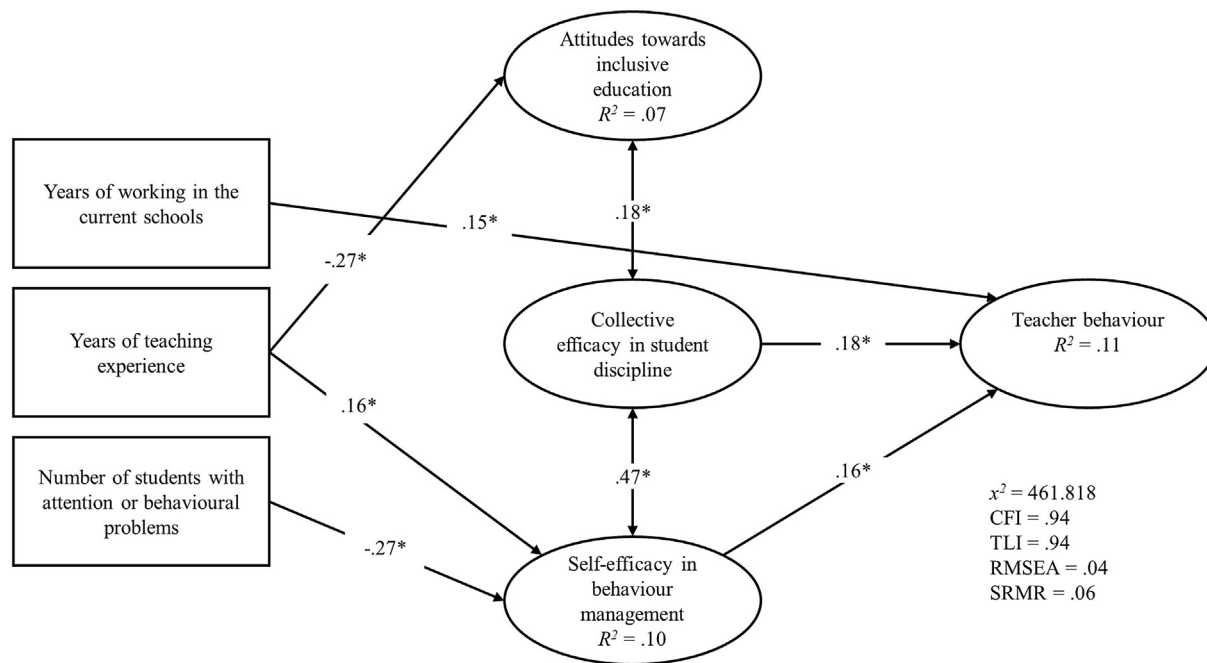 Attitudes towards
inclusive
education
R² = .07
Years of working in the
current schools
.15*
.18*
-.27*
Years of teaching
experience
Collective
efficacy in student
discipline
.18*
Teacher behaviour
R² = .11
.16*
Number of students with
attention or behavioural
problems
.47*
.16*
-.27*
Self-efficacy in
behaviour
management
R² = .10
x² = 461.818
CFI = .94
TLI = .94
RMSEA = .04
SRMR = .06